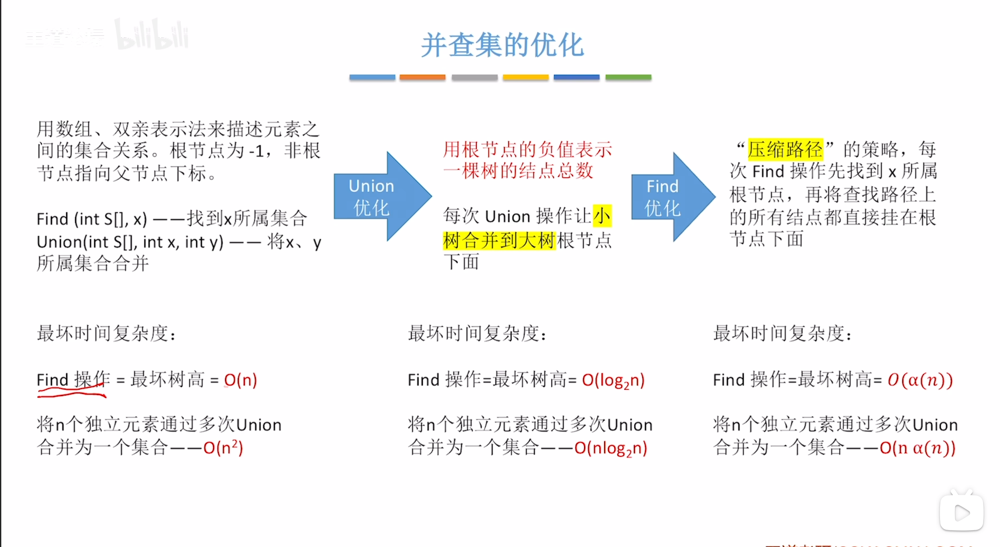 bilibili
并查集的优化
用数组、双亲表示法来描述元素之
间的集合关系。根节点为 -1，非根
节点指向父节点下标。
Find (int S[], x) ——找到x所属集合
Union(int S[], int x, int y) —— 将x、y
所属集合合并
Union
优化
用根节点的负值表示
一棵树的结点总数
每次 Union 操作让小
树合并到大树根节点
下面
Find
优化
“压缩路径”的策略，每
次 Find 操作先找到 x 所属
根节点，再将查找路径上
的所有结点都直接挂在根
节点下面
最坏时间复杂度：
Find 操作 = 最坏树高 = O(n)
将n个独立元素通过多次Union
合并为一个集合——O(n²)
最坏时间复杂度：
Find 操作=最坏树高= O(log₂n)
将n个独立元素通过多次Union
合并为一个集合——O(nlog₂n)
最坏时间复杂度：
Find 操作=最坏树高= O(α(n))
将n个独立元素通过多次Union
合并为一个集合——O(n α(n))